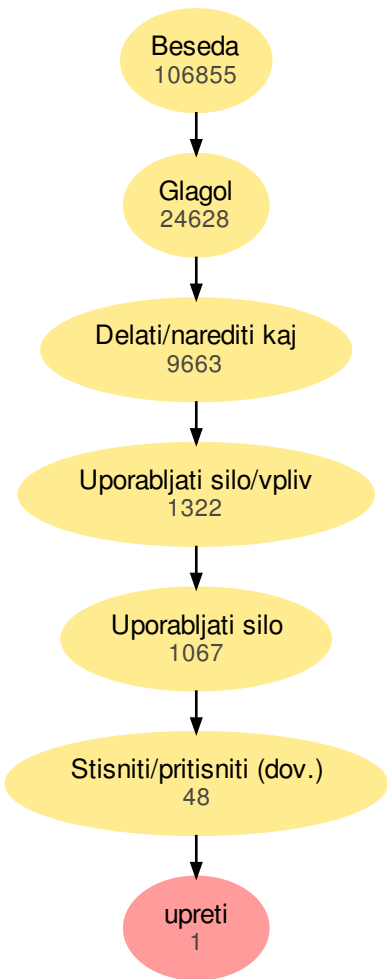 Beseda
106855
Glagol
24628
Delati/narediti kaj
9663
Uporabljati silo/vpliv
1322
Uporabljati silo
1067
Stisniti/pritisniti (dov.)
48
upreti
1